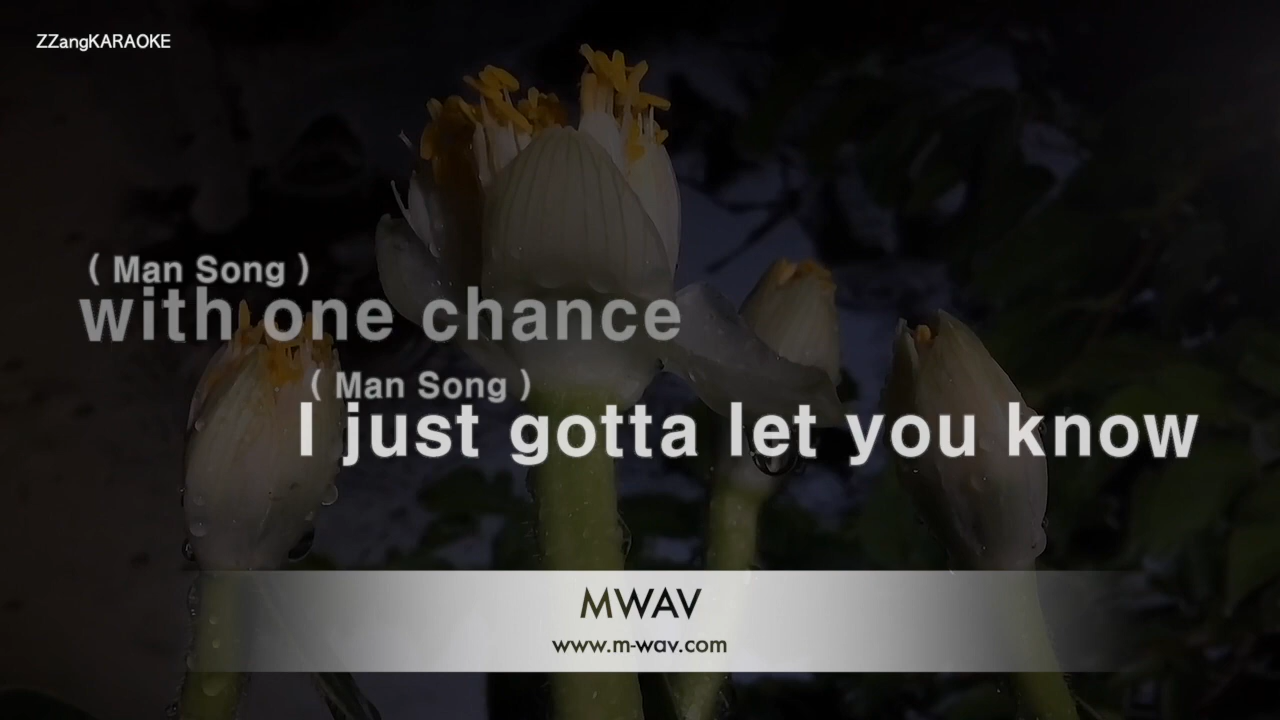 ZZangKARAOKE
( Man Song )
with one chance
( Man Song )
I just gotta let you know
MWAV
www.m-wav.com